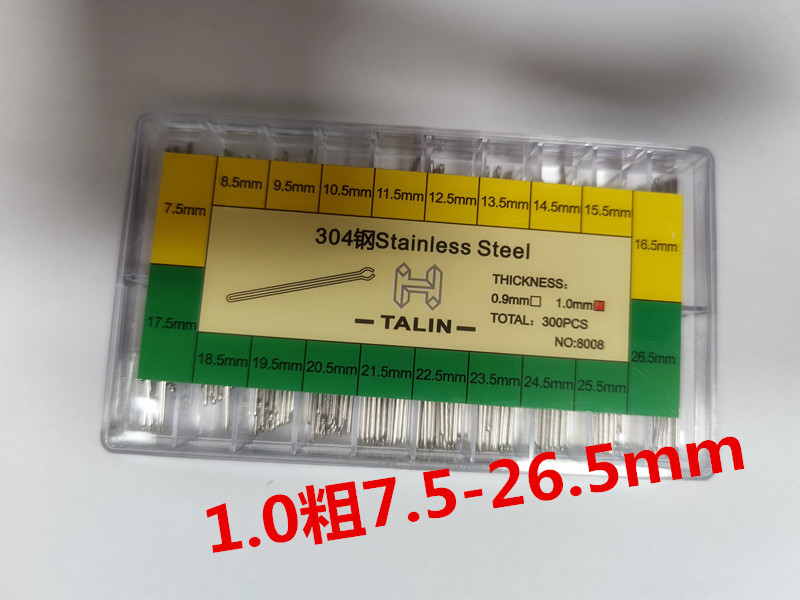 8.5mm 9.5mm 10.5mm 11.5mm 12.5mm 13.5mm 14.5mm 15.5mm
7.5mm
16.5mm
304钢Stainless Steel
THICKNESS:
0.9mm 1.0mm
TOTAL: 300PCS
NO:8008
TALIN
17.5mm
26.5mm
18.5mm 19.5mm 20.5mm 21.5mm 22.5mm 23.5mm 24.5mm 25.5mm
1.0粗7.5-26.5mm